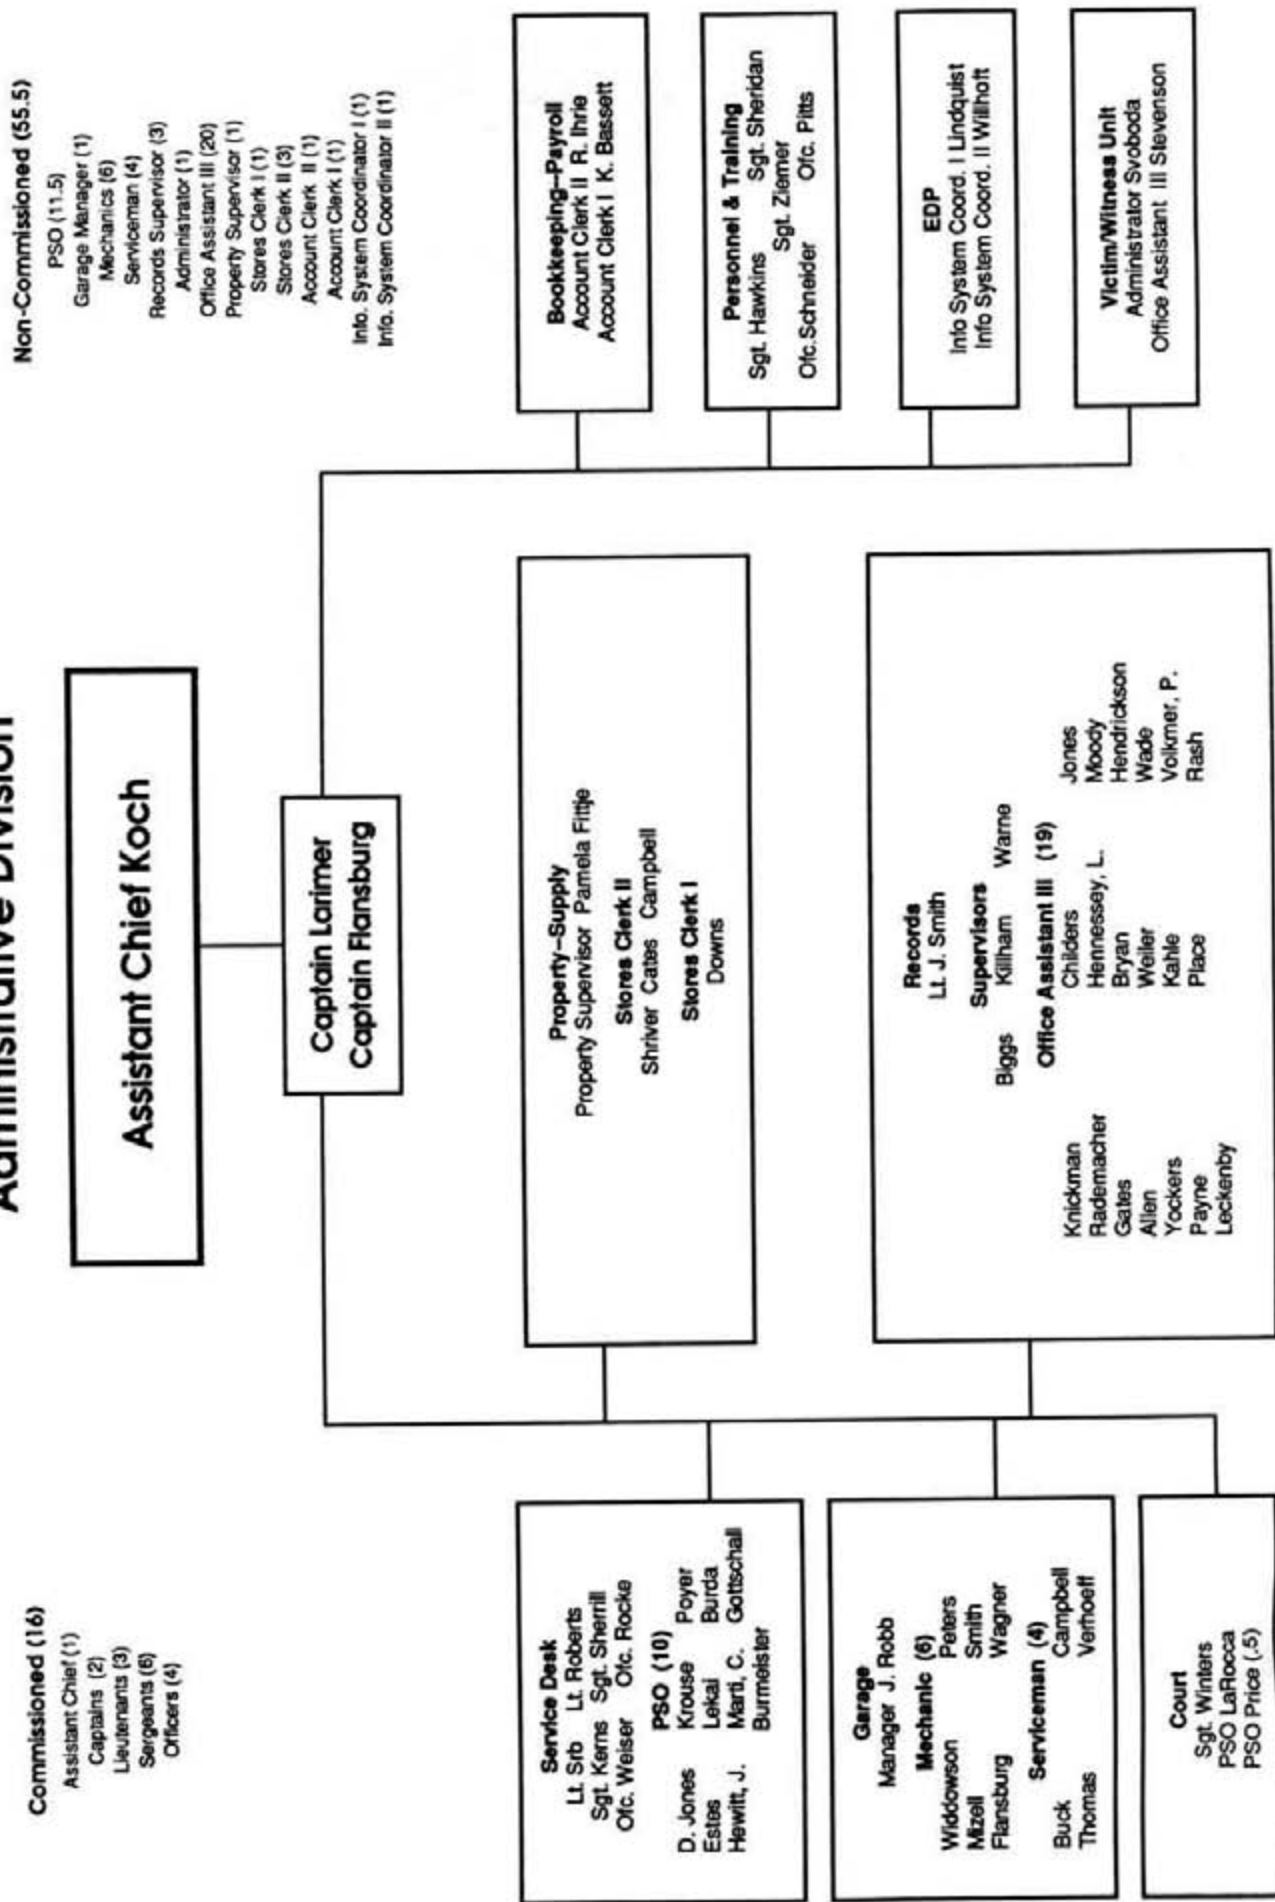 Administrative Division
Commissioned (16)
Assistant Chief (1)
Captains (2)
Lieutenants (3)
Sergeants (6)
Officers (4)
Assistant Chief Koch
Non-Commissioned (55.5)
PSO (11.5)
Garage Manager (1)
Mechanics (6)
Serviceman (4)
Records Supervisor (3)
Administrator (1)
Office Assistant III (20)
Property Supervisor (1)
Stores Clerk I (1)
Stores Clerk II (3)
Account Clerk II (1)
Account Clerk I (1)
Info. System Coordinator I (1)
Info. System Coordinator II (1)
Captain Larimer
Captain Flansburg
Service Desk
Lt. Srb Lt. Roberts
Sgt. Kerns Sgt. Sherrill
Ofc. Weiser Ofc. Rocke
PSO (10)
D. Jones Krouse Poyer
Estes Lekai Burda
Hewitt, J. Marti, C. Gottschall
Burmeister
Garage
Manager J. Robb
Mechanic (6)
Widdowson Peters
Mizell Smith
Flansburg Wagner
Serviceman (4)
Buck Campbell
Thomas Verhoeff
Court
Sgt. Winters
PSO LaRocca
PSO Price (.5)
Property–Supply
Property Supervisor Pamela Fittje
Stores Clerk II
Shriver Cates Campbell
Stores Clerk I
Downs
Records
Lt. J. Smith
Supervisors
Biggs Killham Warne
Office Assistant III (19)
Knickman Childers Jones
Rademacher Hennessey, L. Moody
Gates Bryan Hendrickson
Allen Weiler Wade
Yockers Kahle Volkmer, P.
Payne Place Rash
Leckenby
Bookkeeping–Payroll
Account Clerk II R. Ihrie
Account Clerk I K. Bassett
Personnel & Training
Sgt. Hawkins Sgt. Sheridan
Sgt. Ziemer
Ofc.Schneider Ofc. Pitts
EDP
Info System Coord. I Lindquist
Info System Coord. II Willhoft
Victim/Witness Unit
Administrator Svoboda
Office Assistant III Stevenson